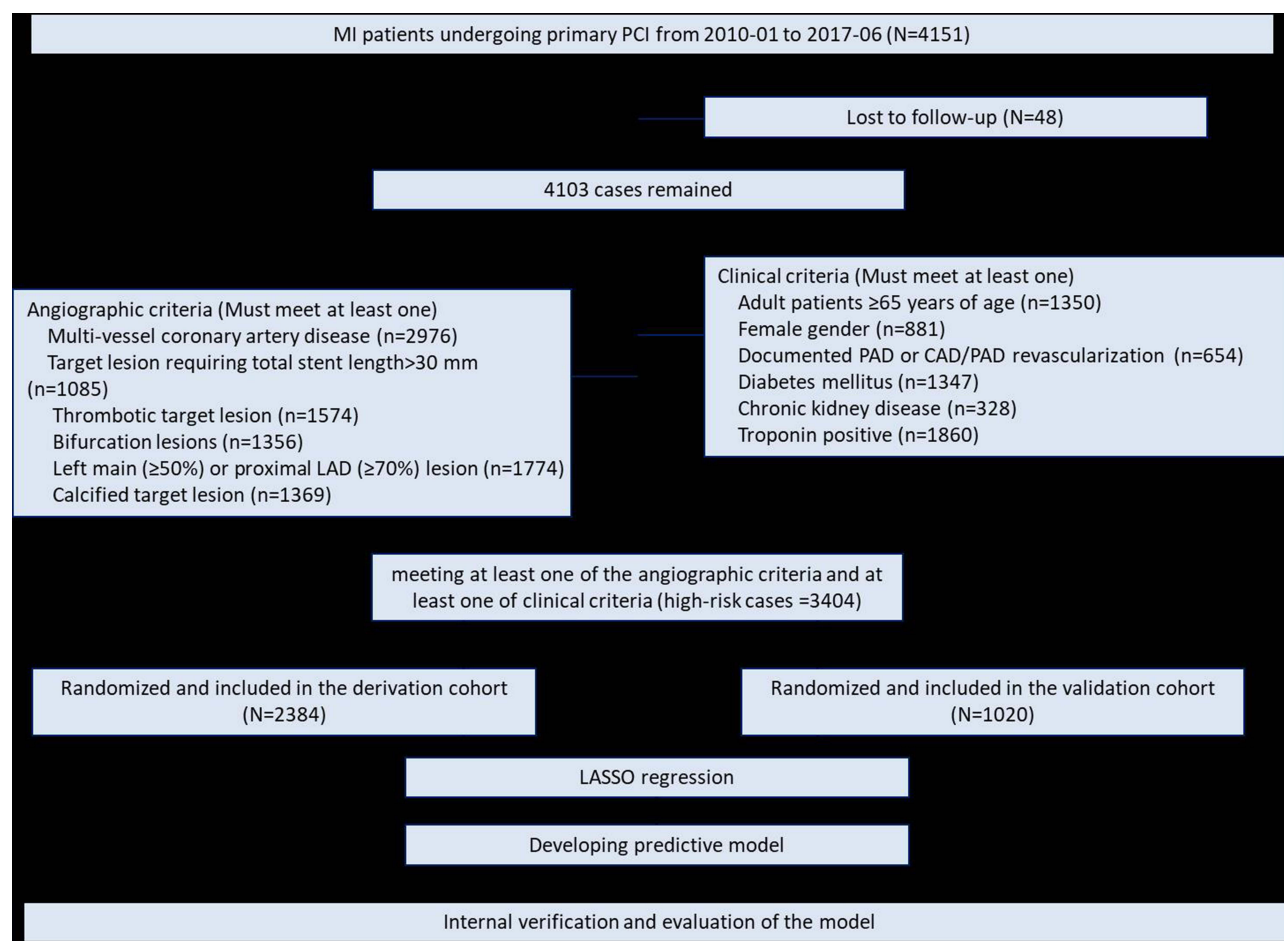 MI patients undergoing primary PCI from 2010-01 to 2017-06 (N=4151)
Lost to follow-up (N=48)
4103 cases remained
Angiographic criteria (Must meet at least one)
Multi-vessel coronary artery disease (n=2976)
Target lesion requiring total stent length>30 mm
(n=1085)
Thrombotic target lesion (n=1574)
Bifurcation lesions (n=1356)
Left main (≥50%) or proximal LAD (≥70%) lesion (n=1774)
Calcified target lesion (n=1369)
Clinical criteria (Must meet at least one)
Adult patients ≥65 years of age (n=1350)
Female gender (n=881)
Documented PAD or CAD/PAD revascularization (n=654)
Diabetes mellitus (n=1347)
Chronic kidney disease (n=328)
Troponin positive (n=1860)
meeting at least one of the angiographic criteria and at
least one of clinical criteria (high-risk cases =3404)
Randomized and included in the derivation cohort
(N=2384)
Randomized and included in the validation cohort
(N=1020)
LASSO regression
Developing predictive model
Internal verification and evaluation of the model